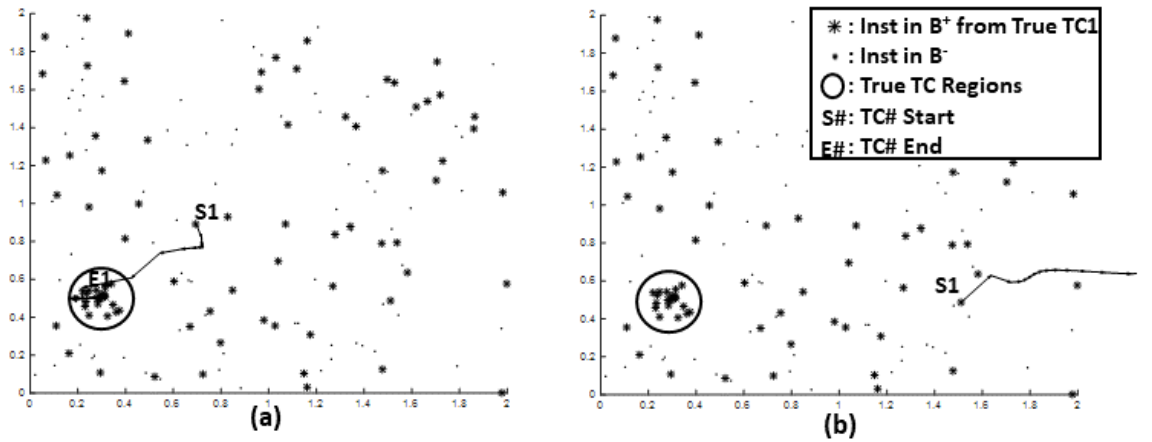 2
1.8
1.6
1.4
1.2
1
0.8
0.6
0.4
0.2
0
0 0.2 0.4 0.6 0.8 1 1.2 1.4 1.6 1.8 2
S1
E1
(a)
2
1.8
1.6
1.4
1.2
1
0.8
0.6
0.4
0.2
0
0 0.2 0.4 0.6 0.8 1 1.2 1.4 1.6 1.8 2
S1
(b)
: Inst in B⁺ from True TC1
: Inst in B⁻
: True TC Regions
S#: TC# Start
E#: TC# End